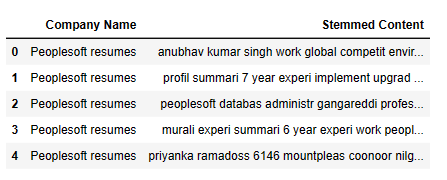 Company Name Stemmed Content
0 Peoplesoft resumes anubhav kumar singh work global competit envir...
1 Peoplesoft resumes profil summari 7 year experi implement upgrad ...
2 Peoplesoft resumes peoplesoft databas administr gangareddi profes...
3 Peoplesoft resumes murali experi summari 6 year experi work peopl...
4 Peoplesoft resumes priyanka ramadoss 6146 mountpleas coonoor nilg...